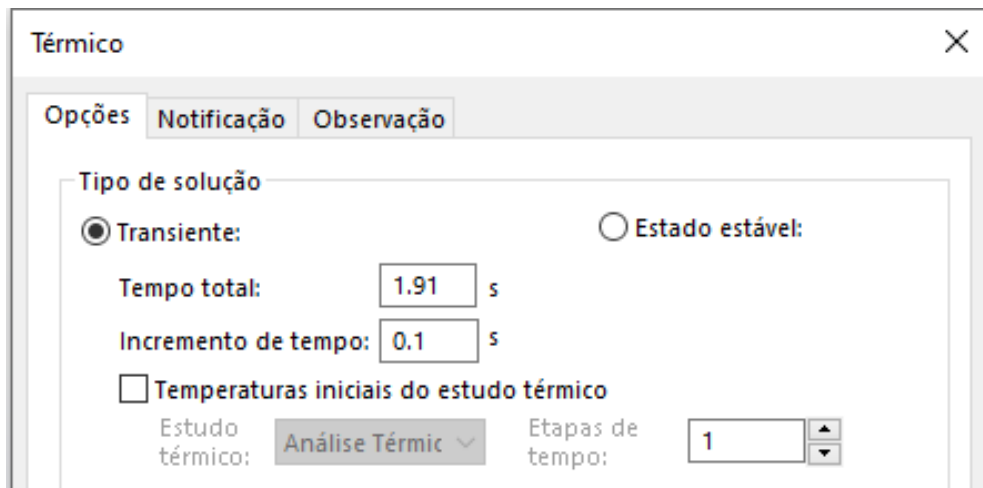 Térmico
Opções Notificação Observação
Tipo de solução
Transiente: Estado estável:
Tempo total: 1.91 s
Incremento de tempo: 0.1 s
Temperaturas iniciais do estudo térmico
Estudo térmico: Análise Térmic Etapas de tempo: 1